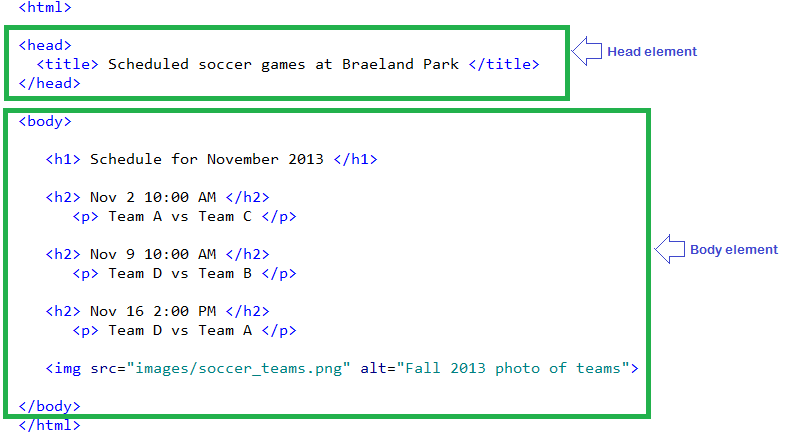 <html>
<head>
<title> Scheduled soccer games at Braeland Park </title>
</head>
Head element
<body>
<h1> Schedule for November 2013 </h1>
<h2> Nov 2 10:00 AM </h2>
<p> Team A vs Team C </p>
<h2> Nov 9 10:00 AM </h2>
<p> Team D vs Team B </p>
<h2> Nov 16 2:00 PM </h2>
<p> Team D vs Team A </p>
<img src="images/soccer_teams.png" alt="Fall 2013 photo of teams">
</body>
Body element
</html>